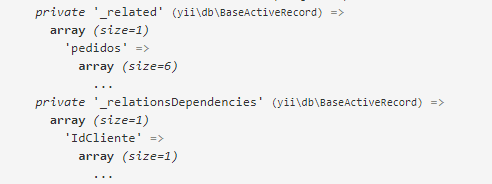 private '_related' (yii\db\BaseActiveRecord) =>
array (size=1)
'pedidos' =>
array (size=6)
...
private '_relationsDependencies' (yii\db\BaseActiveRecord) =>
array (size=1)
'IdCliente' =>
array (size=1)
...